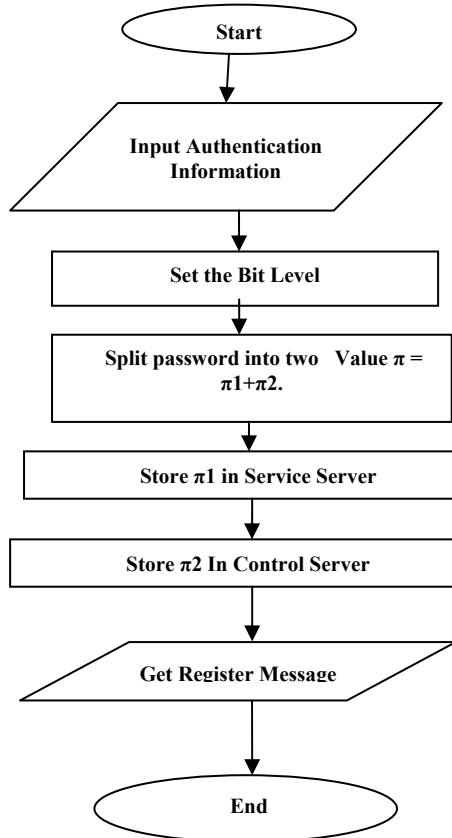 Start
Input Authentication
Information
Set the Bit Level
Split password into two Value π =
π1+π2.
Store π1 in Service Server
Store π2 In Control Server
Get Register Message
End